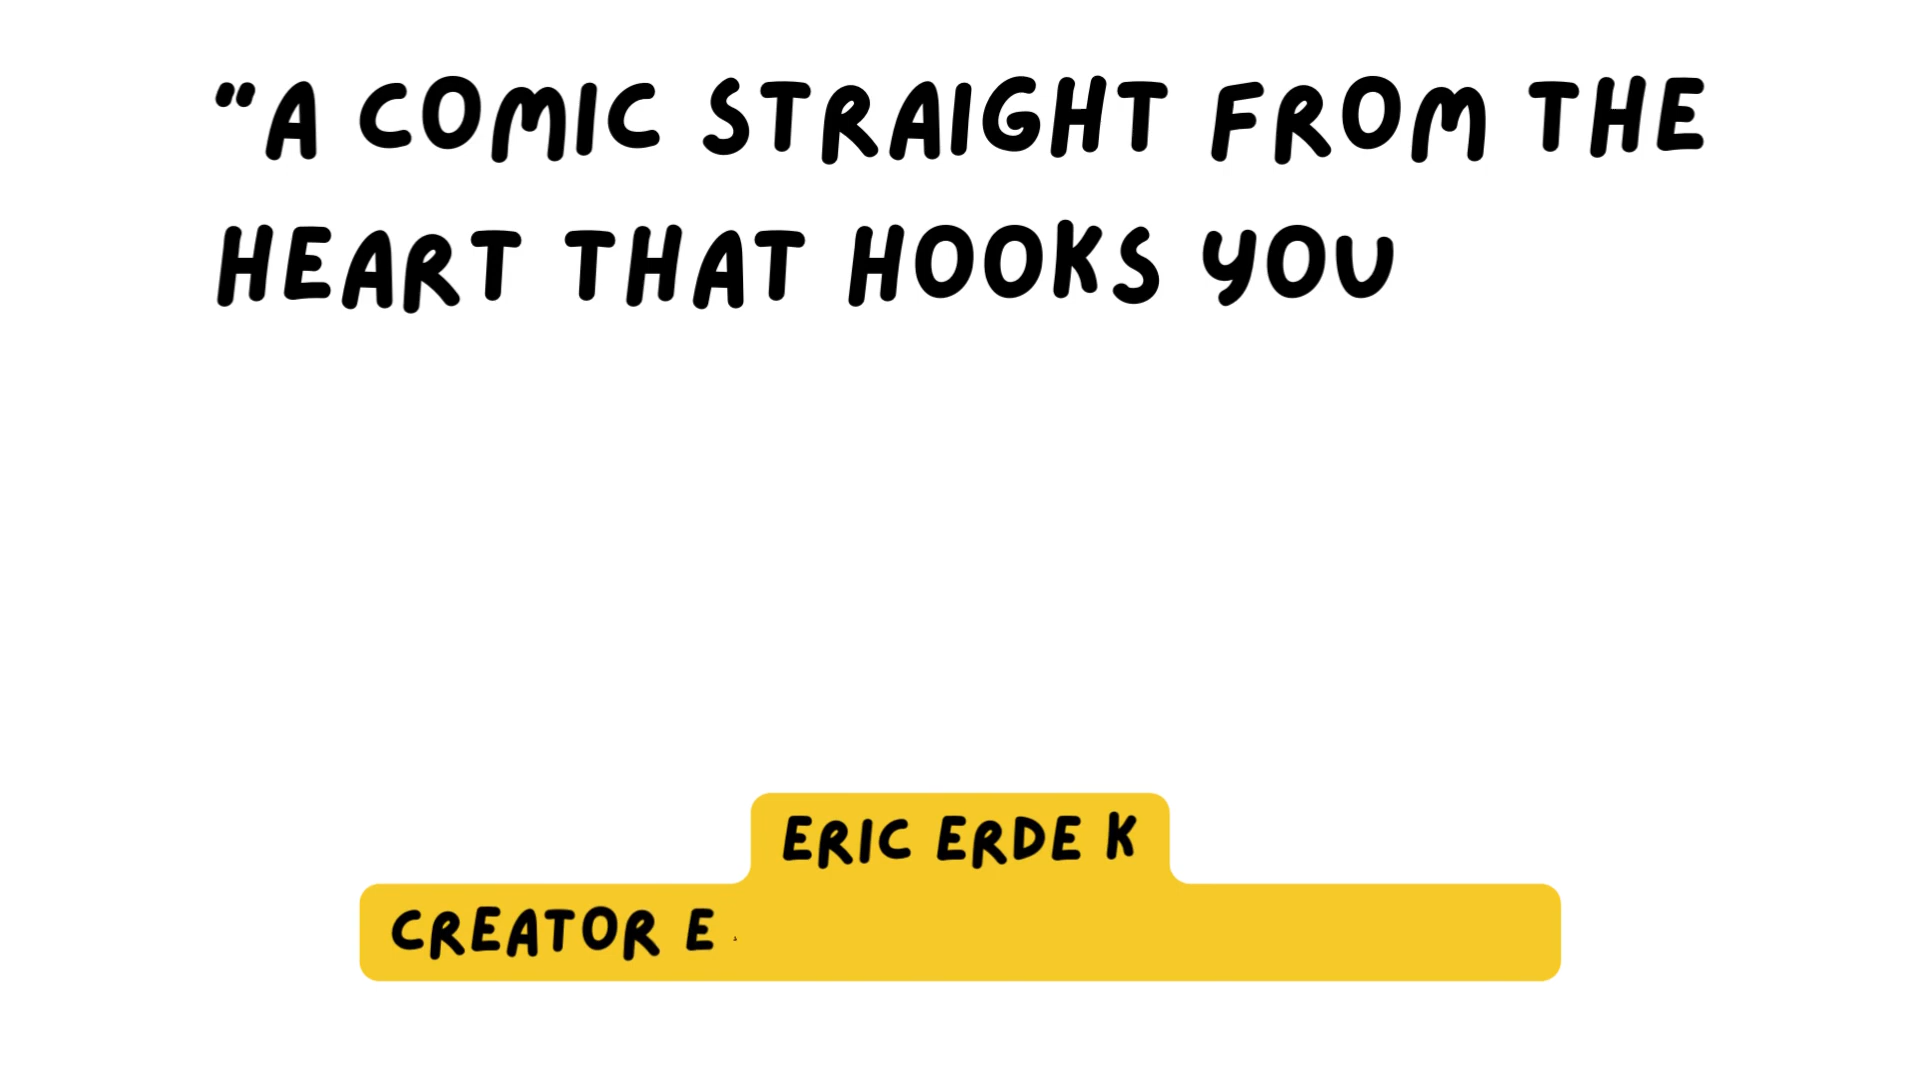 "A COMIC STRAIGHT FROM THE
HEART THAT HOOKS YOU
ERIC ERDE K
CREATOR E